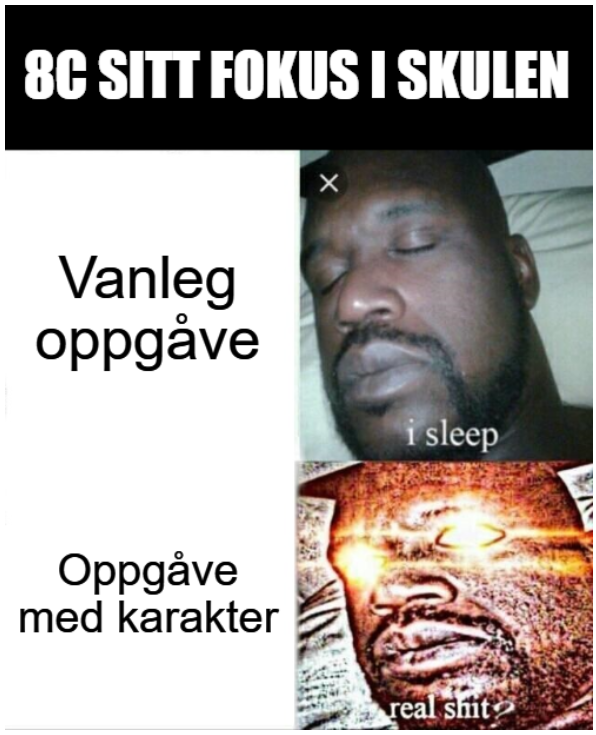 8C SITT FOKUS I SKULEN
Vanleg
oppgåve
i sleep
Oppgåve
med karakter
real shit?